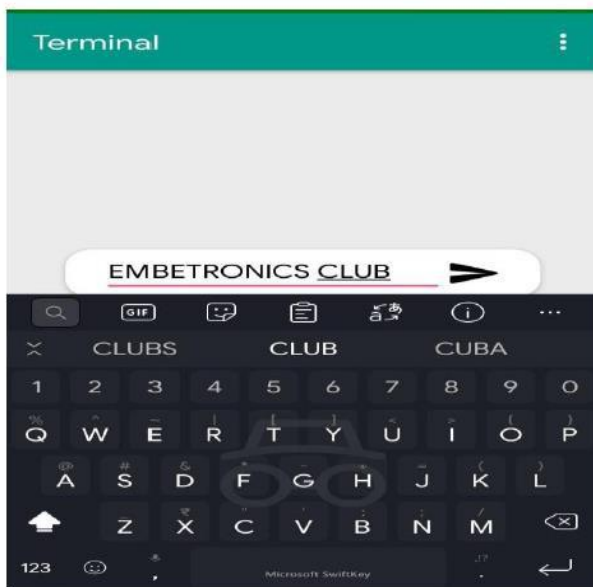 Terminal
EMBETRONICS CLUB
GIF
CLUBS CLUB CUBA
1 2 3 4 5 6 7 8 9 0
Q W E R T Y U I O P
A S D F G H J K L
Z X C V B N M
123 , Microsoft SwiftKey .